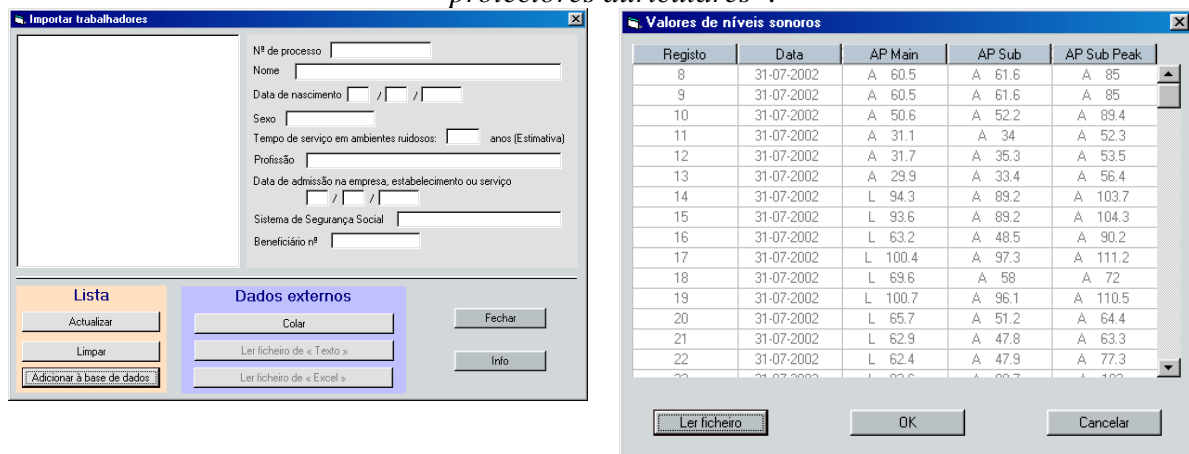 protectores auriculares".
Importar trabalhadores
Nº de processo
Nome
Data de nascimento / /
Sexo
Tempo de serviço em ambientes ruidosos: anos (Estimativa)
Profissão
Data de admissão na empresa, estabelecimento ou serviço
/ /
Sistema de Segurança Social
Beneficiário nº
Lista
Actualizar
Limpar
Adicionar à base de dados
Dados externos
Colar
Ler ficheiro de « Texto »
Ler ficheiro de « Excel »
Fechar
Info
Valores de níveis sonoros
Registo Data AP Main AP Sub AP Sub Peak
8 31-07-2002 A 60.5 A 61.6 A 85
9 31-07-2002 A 60.5 A 61.6 A 85
10 31-07-2002 A 50.6 A 52.2 A 89.4
11 31-07-2002 A 31.1 A 34 A 52.3
12 31-07-2002 A 31.7 A 35.3 A 53.5
13 31-07-2002 A 29.9 A 33.4 A 56.4
14 31-07-2002 L 94.3 A 89.2 A 103.7
15 31-07-2002 L 93.6 A 89.2 A 104.3
16 31-07-2002 L 63.2 A 48.5 A 90.2
17 31-07-2002 L 100.4 A 97.3 A 111.2
18 31-07-2002 L 69.6 A 58 A 72
19 31-07-2002 L 100.7 A 96.1 A 110.5
20 31-07-2002 L 65.7 A 51.2 A 64.4
21 31-07-2002 L 62.9 A 47.8 A 63.3
22 31-07-2002 L 62.4 A 47.9 A 77.3
Ler ficheiro
OK
Cancelar